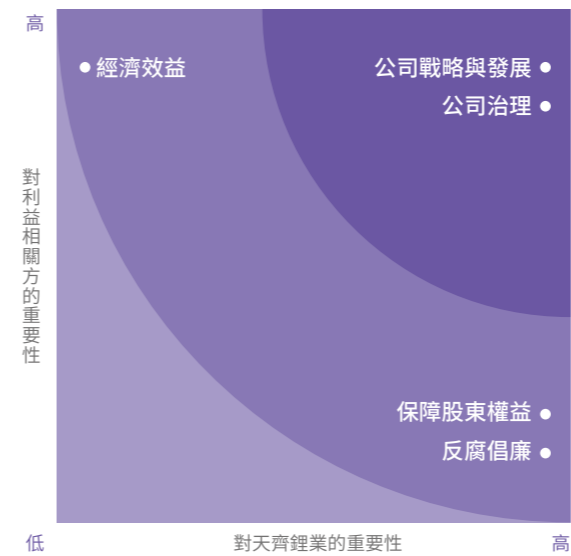 高
經濟效益
公司戰略與發展
公司治理
對利益相關方的重要性
保障股東權益
反腐倡廉
低
對天齊鋰業的重要性
高